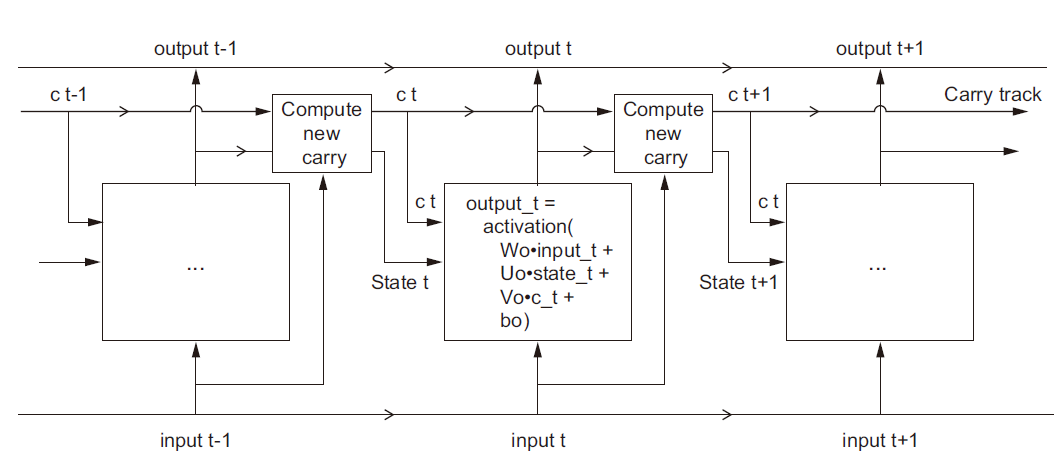 output t-1
output t
output t+1
c t-1
Compute
new
carry
c t
Compute
new
carry
c t+1
Carry track
...
c t
State t
output_t =
activation(
Wo•input_t +
Uo•state_t +
Vo•c_t +
bo)
c t
State t+1
...
input t-1
input t
input t+1